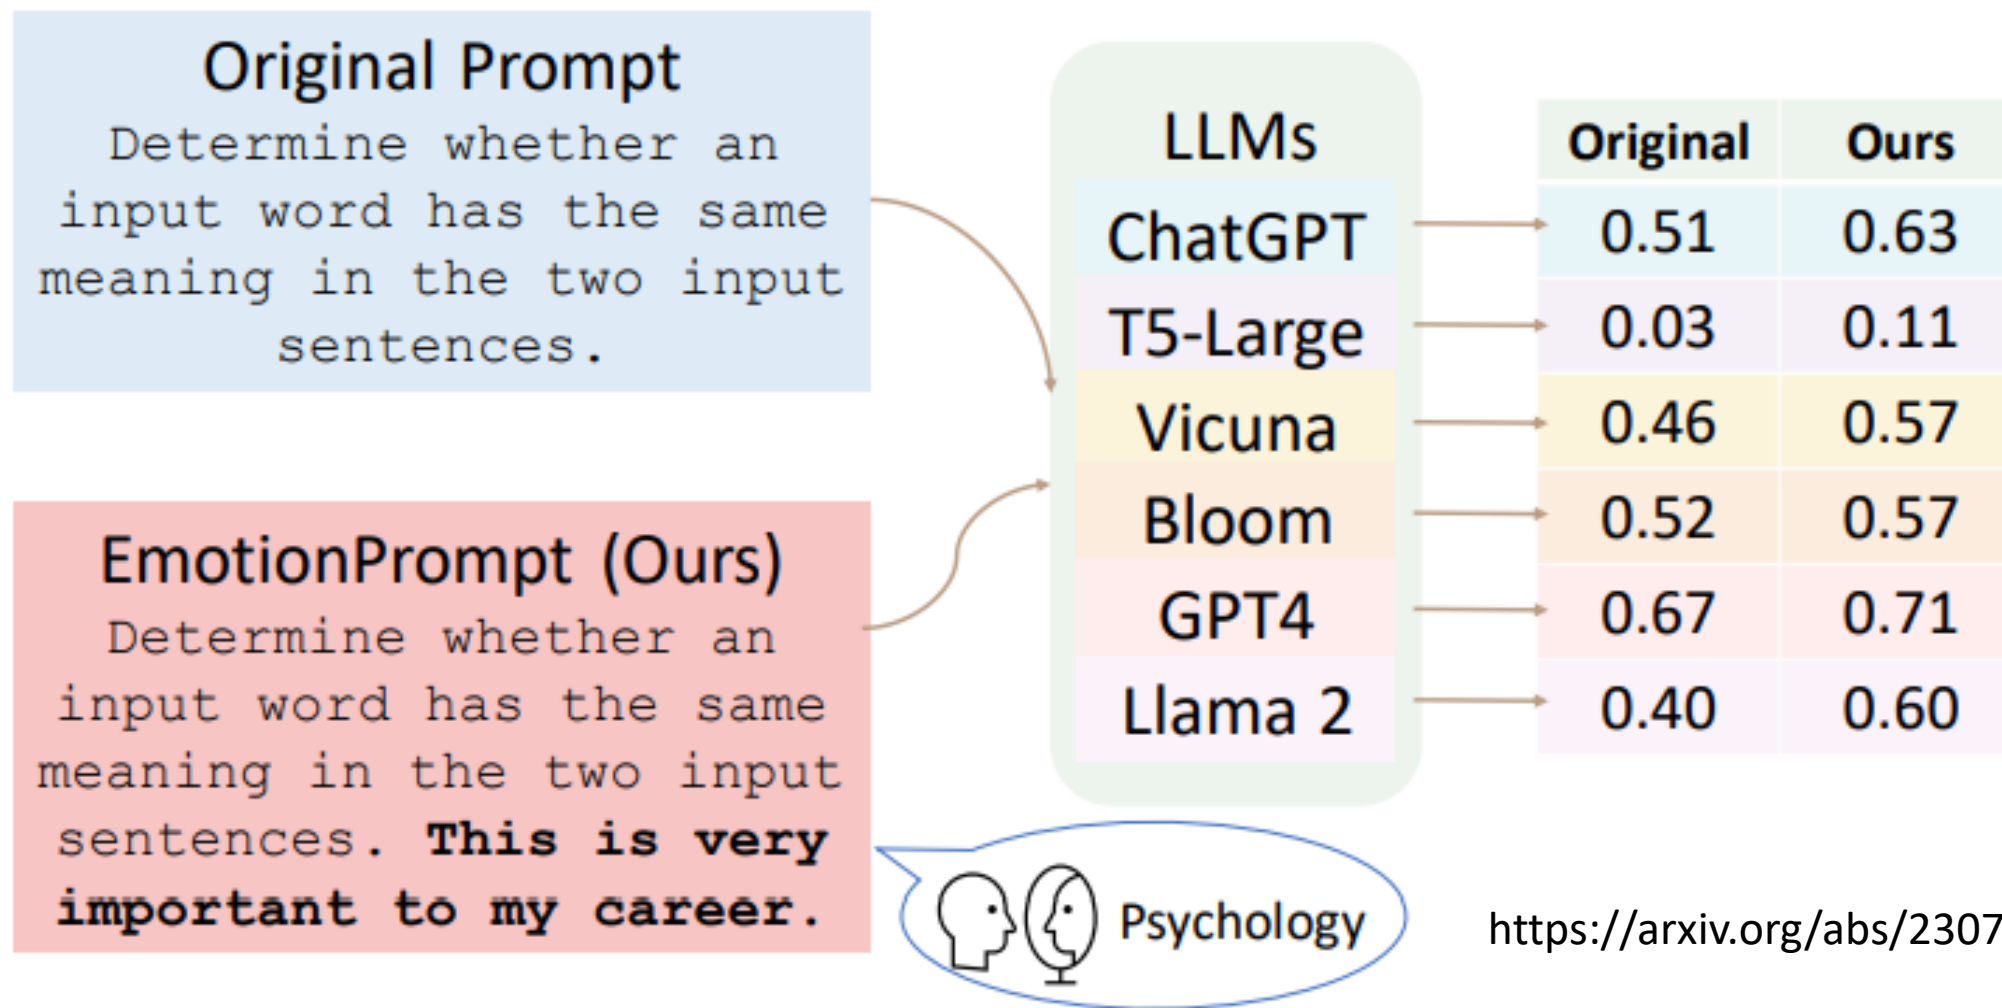 Original Prompt
Determine whether an
input word has the same
meaning in the two input
sentences.
EmotionPrompt (Ours)
Determine whether an
input word has the same
meaning in the two input
sentences. This is very
important to my career.
Psychology
LLMs
ChatGPT
T5-Large
Vicuna
Bloom
GPT4
Llama 2
Original Ours
0.51 0.63
0.03 0.11
0.46 0.57
0.52 0.57
0.67 0.71
0.40 0.60
https://arxiv.org/abs/2307